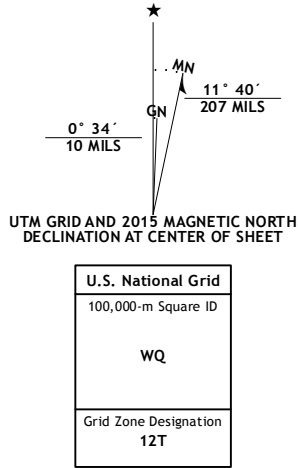 ★
MN
GN
11° 40´
207 MILS
0° 34´
10 MILS
UTM GRID AND 2015 MAGNETIC NORTH
DECLINATION AT CENTER OF SHEET
U.S. National Grid
100,000-m Square ID
WQ
Grid Zone Designation
12T